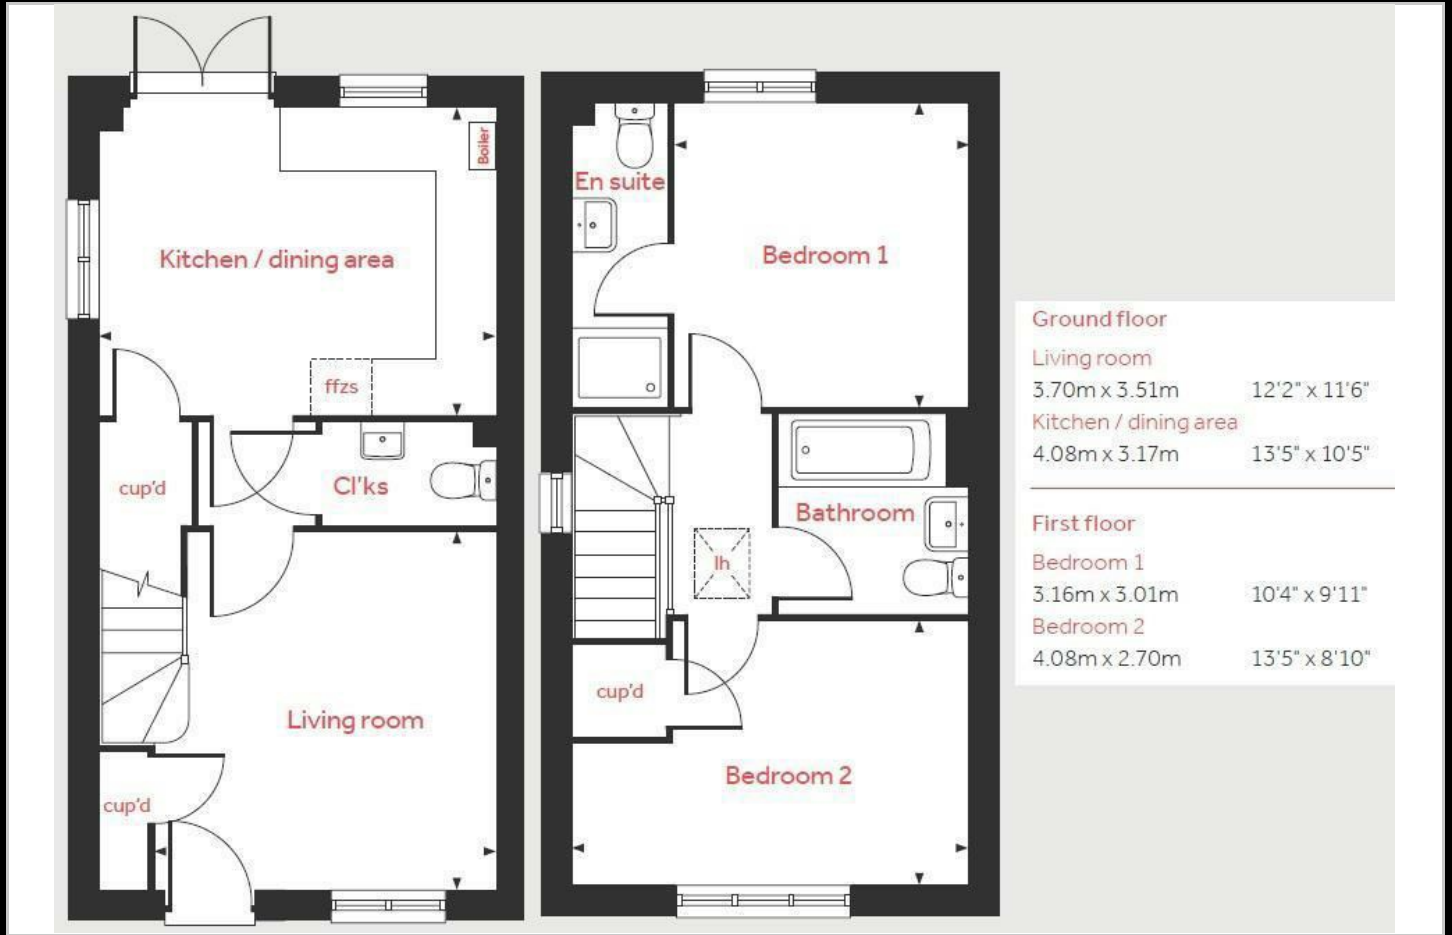 Boiler
Kitchen / dining area
ffzs
cup'd
Cl'ks
Living room
cup'd
En suite
Bedroom 1
Bathroom
lh
cup'd
Bedroom 2
Ground floor
Living room
3.70m x 3.51m 12'2" x 11'6"
Kitchen / dining area
4.08m x 3.17m 13'5" x 10'5"
First floor
Bedroom 1
3.16m x 3.01m 10'4" x 9'11"
Bedroom 2
4.08m x 2.70m 13'5" x 8'10"